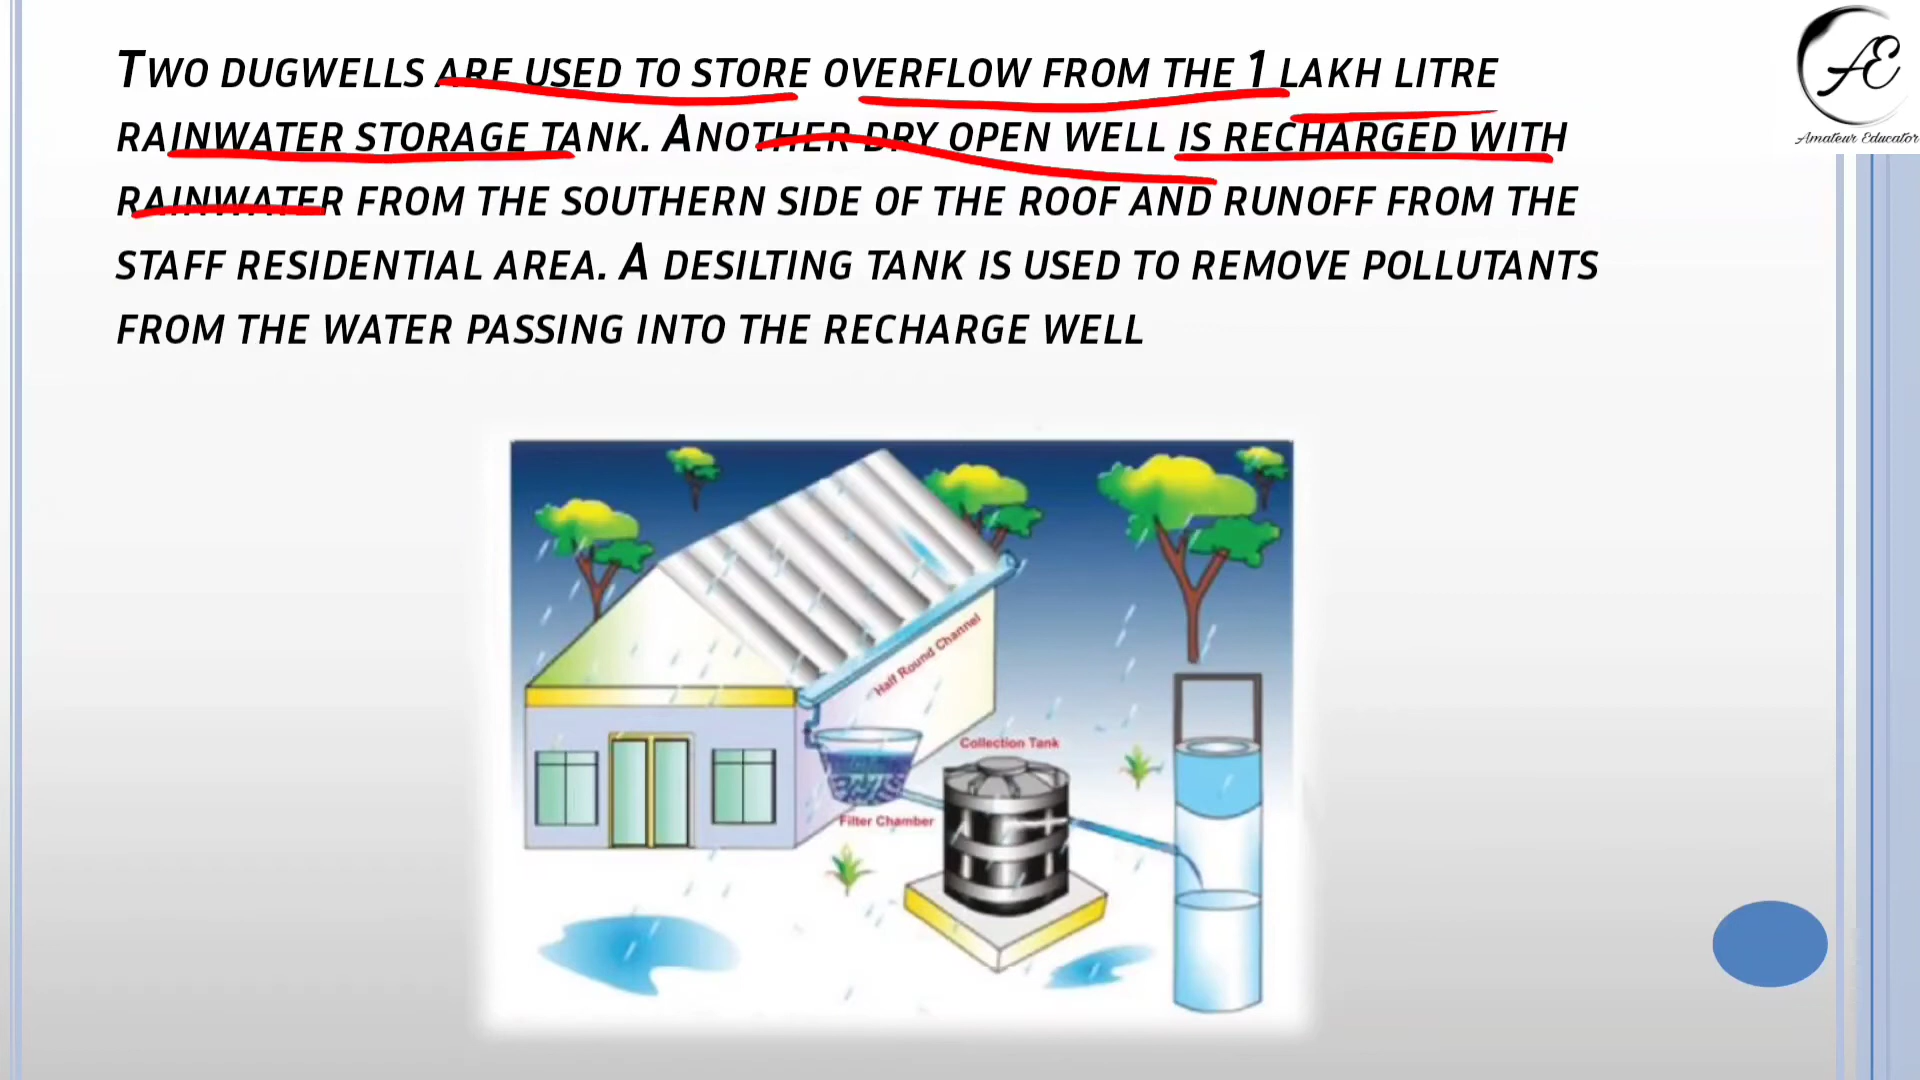 TWO DUGWELLS ARE USED TO STORE OVERFLOW FROM THE 1 LAKH LITRE
RAINWATER STORAGE TANK. ANOTHER DRY OPEN WELL IS RECHARGED WITH
RAINWATER FROM THE SOUTHERN SIDE OF THE ROOF AND RUNOFF FROM THE
STAFF RESIDENTIAL AREA. A DESILTING TANK IS USED TO REMOVE POLLUTANTS
FROM THE WATER PASSING INTO THE RECHARGE WELL
AE
Amateur Educator
Half Round Channel
Collection Tank
Filter Chamber